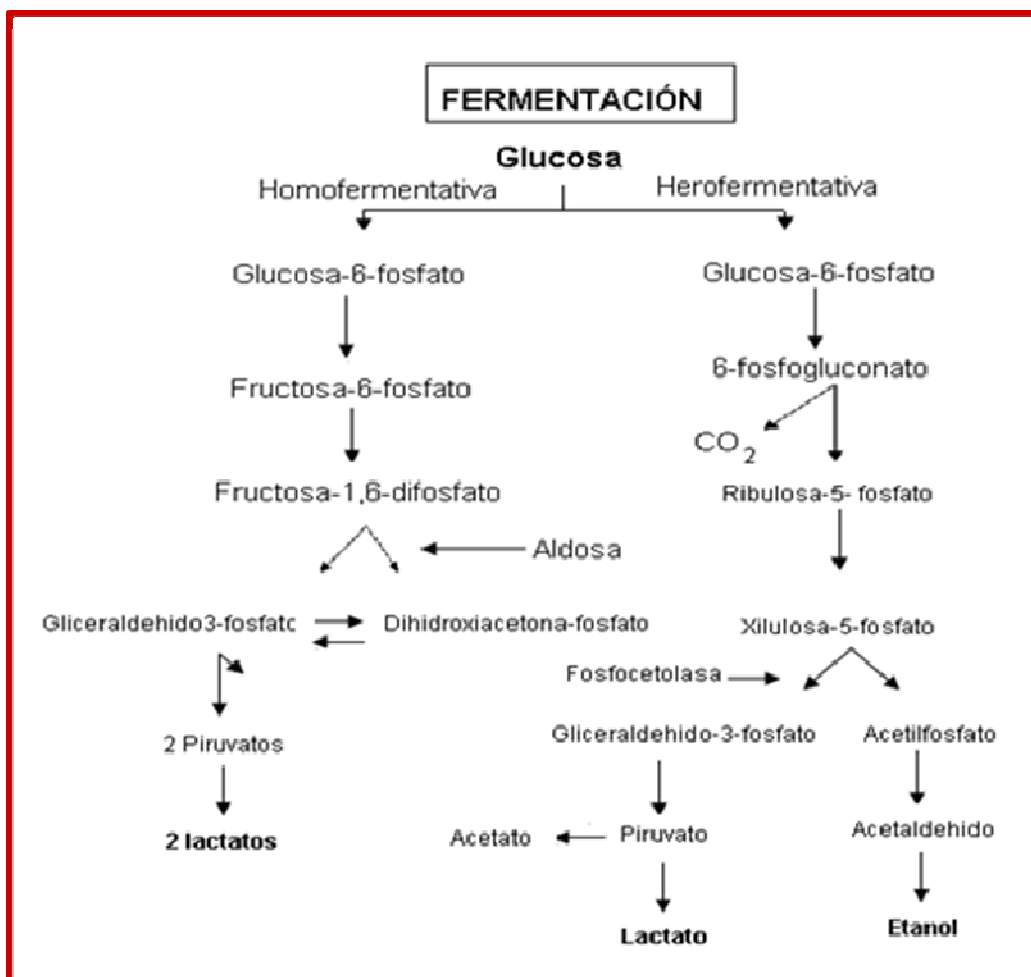 FERMENTACIÓN
Glucosa
Homofermentativa
Herofermentativa
Glucosa-6-fosfato
Glucosa-6-fosfato
Fructosa-6-fosfato
6-fosfogluconato
CO2
Fructosa-1,6-difosfato
Ribulosa-5- fosfato
Aldosa
Gliceraldehido3-fosfato
Dihidroxiacetona-fosfato
Xilulosa-5-fosfato
Fosfocetolasa
2 Piruvatos
Gliceraldehido-3-fosfato
Acetilfosfato
2 lactatos
Acetato
Piruvato
Acetaldehido
Lactato
Etanol